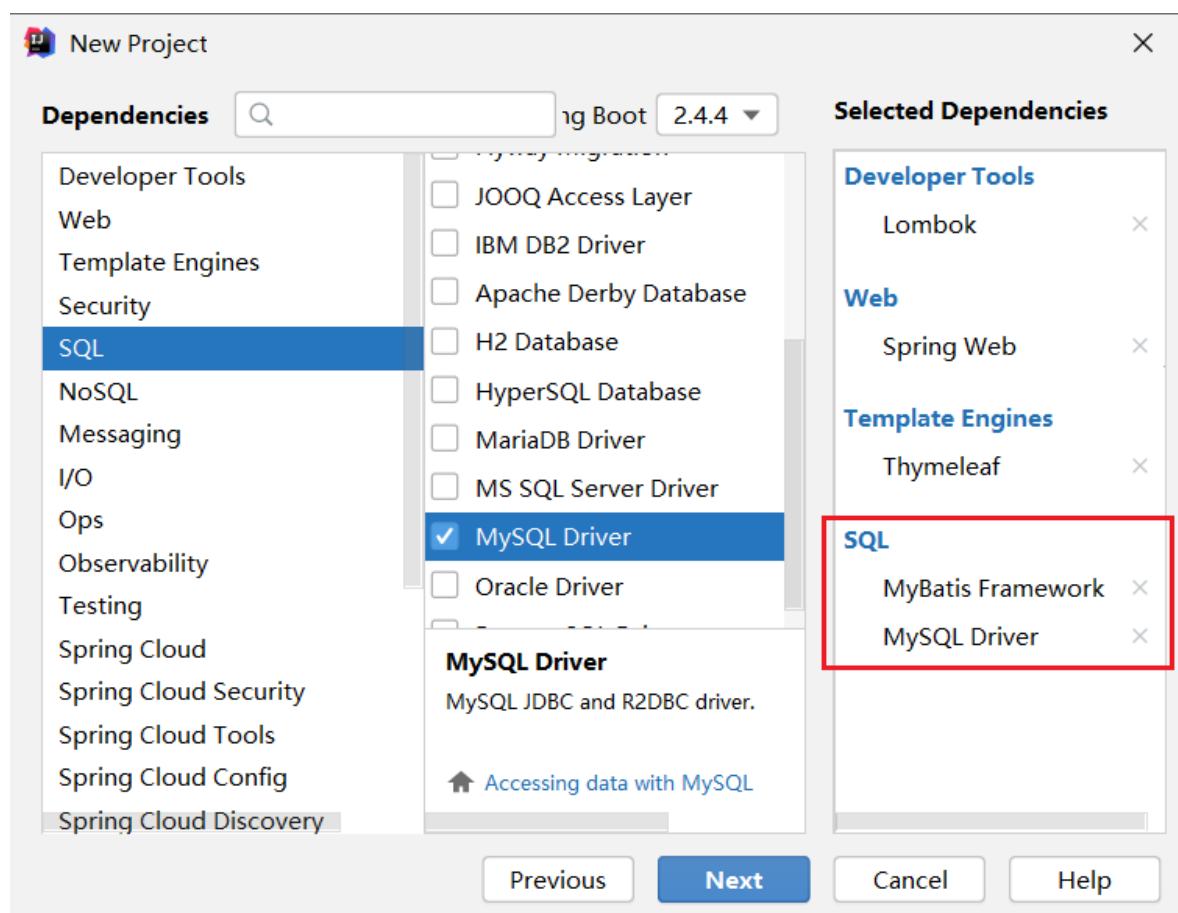 New Project
Dependencies
ng Boot
2.4.4
Selected Dependencies
Developer Tools
Web
Template Engines
Security
SQL
NoSQL
Messaging
I/O
Ops
Observability
Testing
Spring Cloud
Spring Cloud Security
Spring Cloud Tools
Spring Cloud Config
Spring Cloud Discovery
JOOQ Access Layer
IBM DB2 Driver
Apache Derby Database
H2 Database
HyperSQL Database
MariaDB Driver
MS SQL Server Driver
MySQL Driver
Oracle Driver
MySQL Driver
MySQL JDBC and R2DBC driver.
Accessing data with MySQL
Developer Tools
Lombok
Web
Spring Web
Template Engines
Thymeleaf
SQL
MyBatis Framework
MySQL Driver
Previous
Next
Cancel
Help